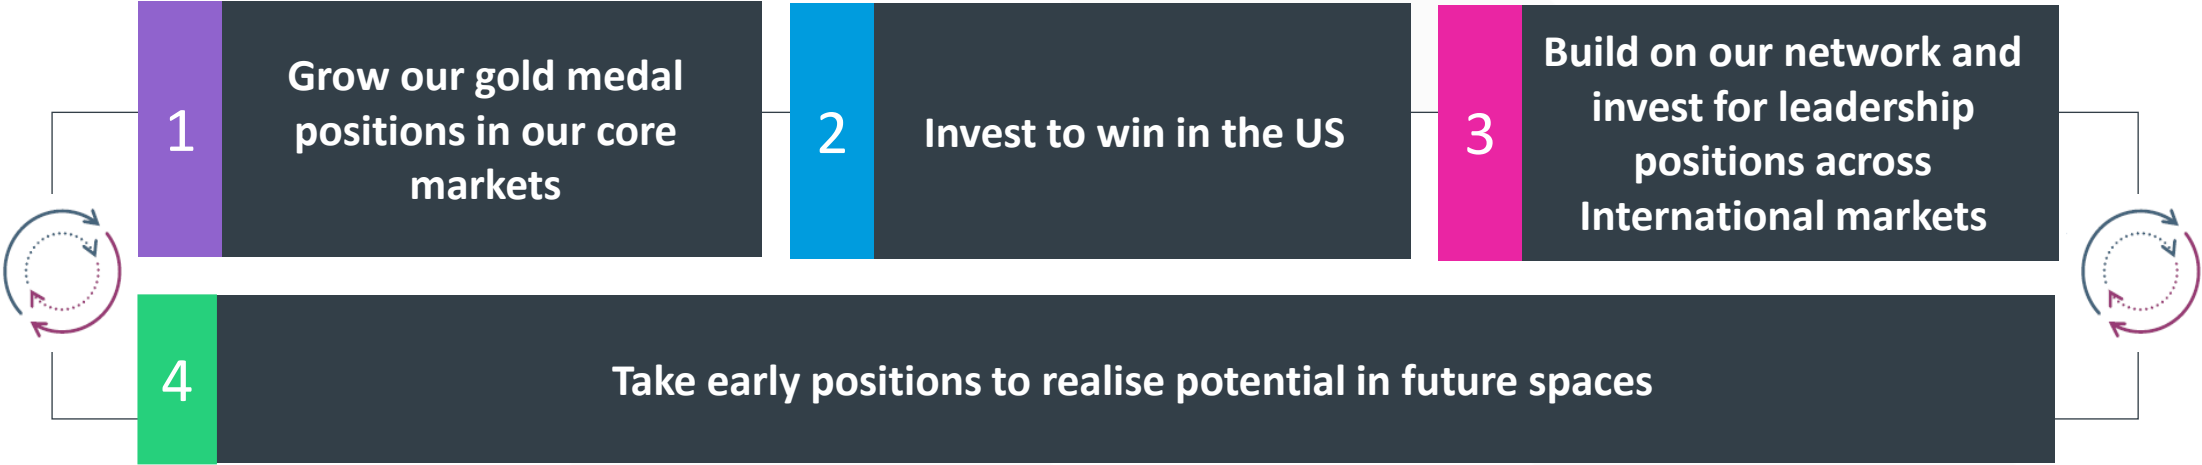 1
Grow our gold medal
positions in our core
markets
2
Invest to win in the US
3
Build on our network and
invest for leadership
positions across
International markets
4
Take early positions to realise potential in future spaces